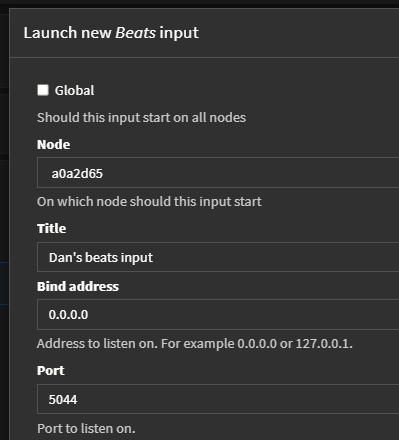 Launch new Beats input
Global
Should this input start on all nodes
Node
a0a2d65
On which node should this input start
Title
Dan's beats input
Bind address
0.0.0.0
Address to listen on. For example 0.0.0.0 or 127.0.0.1.
Port
5044
Port to listen on.